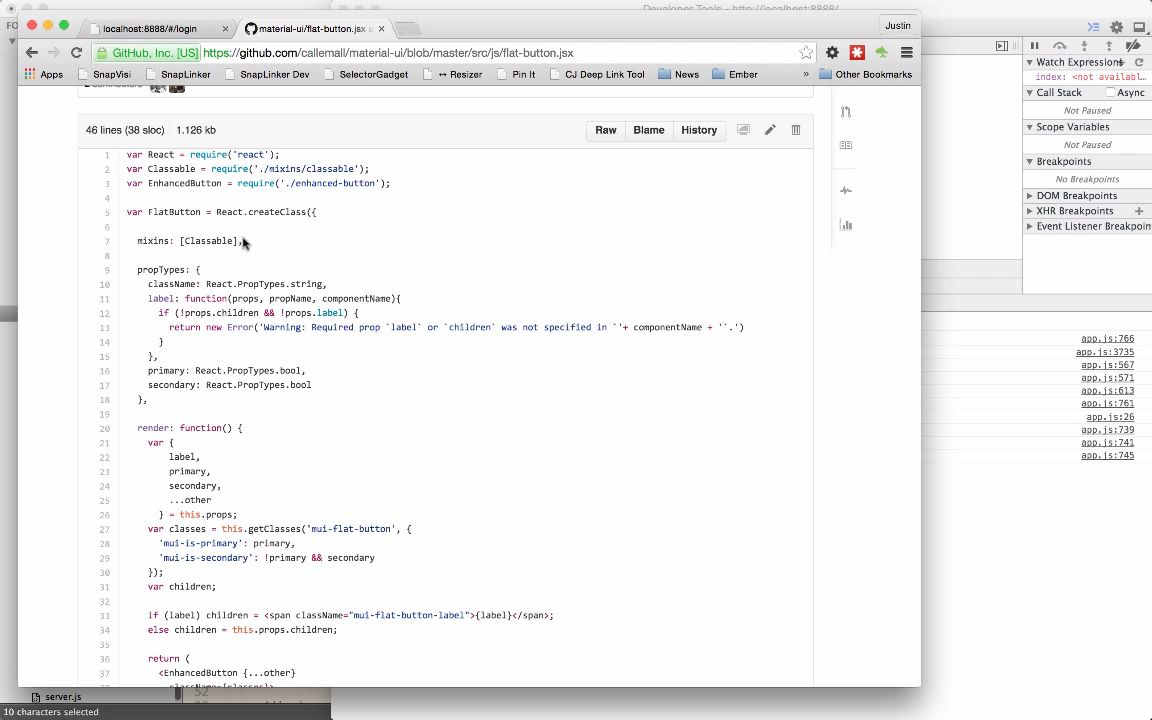 Developer Tools - http://localhost:8888/
FO
localhost:8888/#/login
material-ui/flat-button.jsx
Justin
GitHub, Inc. [US] https://github.com/callemall/material-ui/blob/master/src/js/flat-button.jsx
Apps SnapVisi SnapLinker SnapLinker Dev SelectorGadget ↔ Resizer Pin It CJ Deep Link Tool News Ember » Other Bookmarks
46 lines (38 sloc) 1.126 kb
Raw Blame History
1 var React = require('react');
2 var Classable = require('./mixins/classable');
3 var EnhancedButton = require('./enhanced-button');
4
5 var FlatButton = React.createClass({
6
7 mixins: [Classable],
8
9 propTypes: {
10 className: React.PropTypes.string,
11 label: function(props, propName, componentName){
12 if (!props.children && !props.label) {
13 return new Error('Warning: Required prop `label` or `children` was not specified in `'+ componentName + '`.')
14 }
15 },
16 primary: React.PropTypes.bool,
17 secondary: React.PropTypes.bool
18 },
19
20 render: function() {
21 var {
22 label,
23 primary,
24 secondary,
25 ...other
26 } = this.props;
27 var classes = this.getClasses('mui-flat-button', {
28 'mui-is-primary': primary,
29 'mui-is-secondary': !primary && secondary
30 });
31 var children;
32
33 if (label) children = <span className="mui-flat-button-label">{label}</span>;
34 else children = this.props.children;
35
36 return (
37 <EnhancedButton {...other}
Watch Expressions
index: <not availabl...
Call Stack Async
Not Paused
Scope Variables
Not Paused
Breakpoints
No Breakpoints
DOM Breakpoints
XHR Breakpoints
Event Listener Breakpoin
app.js:766
app.js:3735
app.js:567
app.js:571
app.js:613
app.js:761
app.js:26
app.js:739
app.js:741
app.js:745
server.js
52
10 characters selected